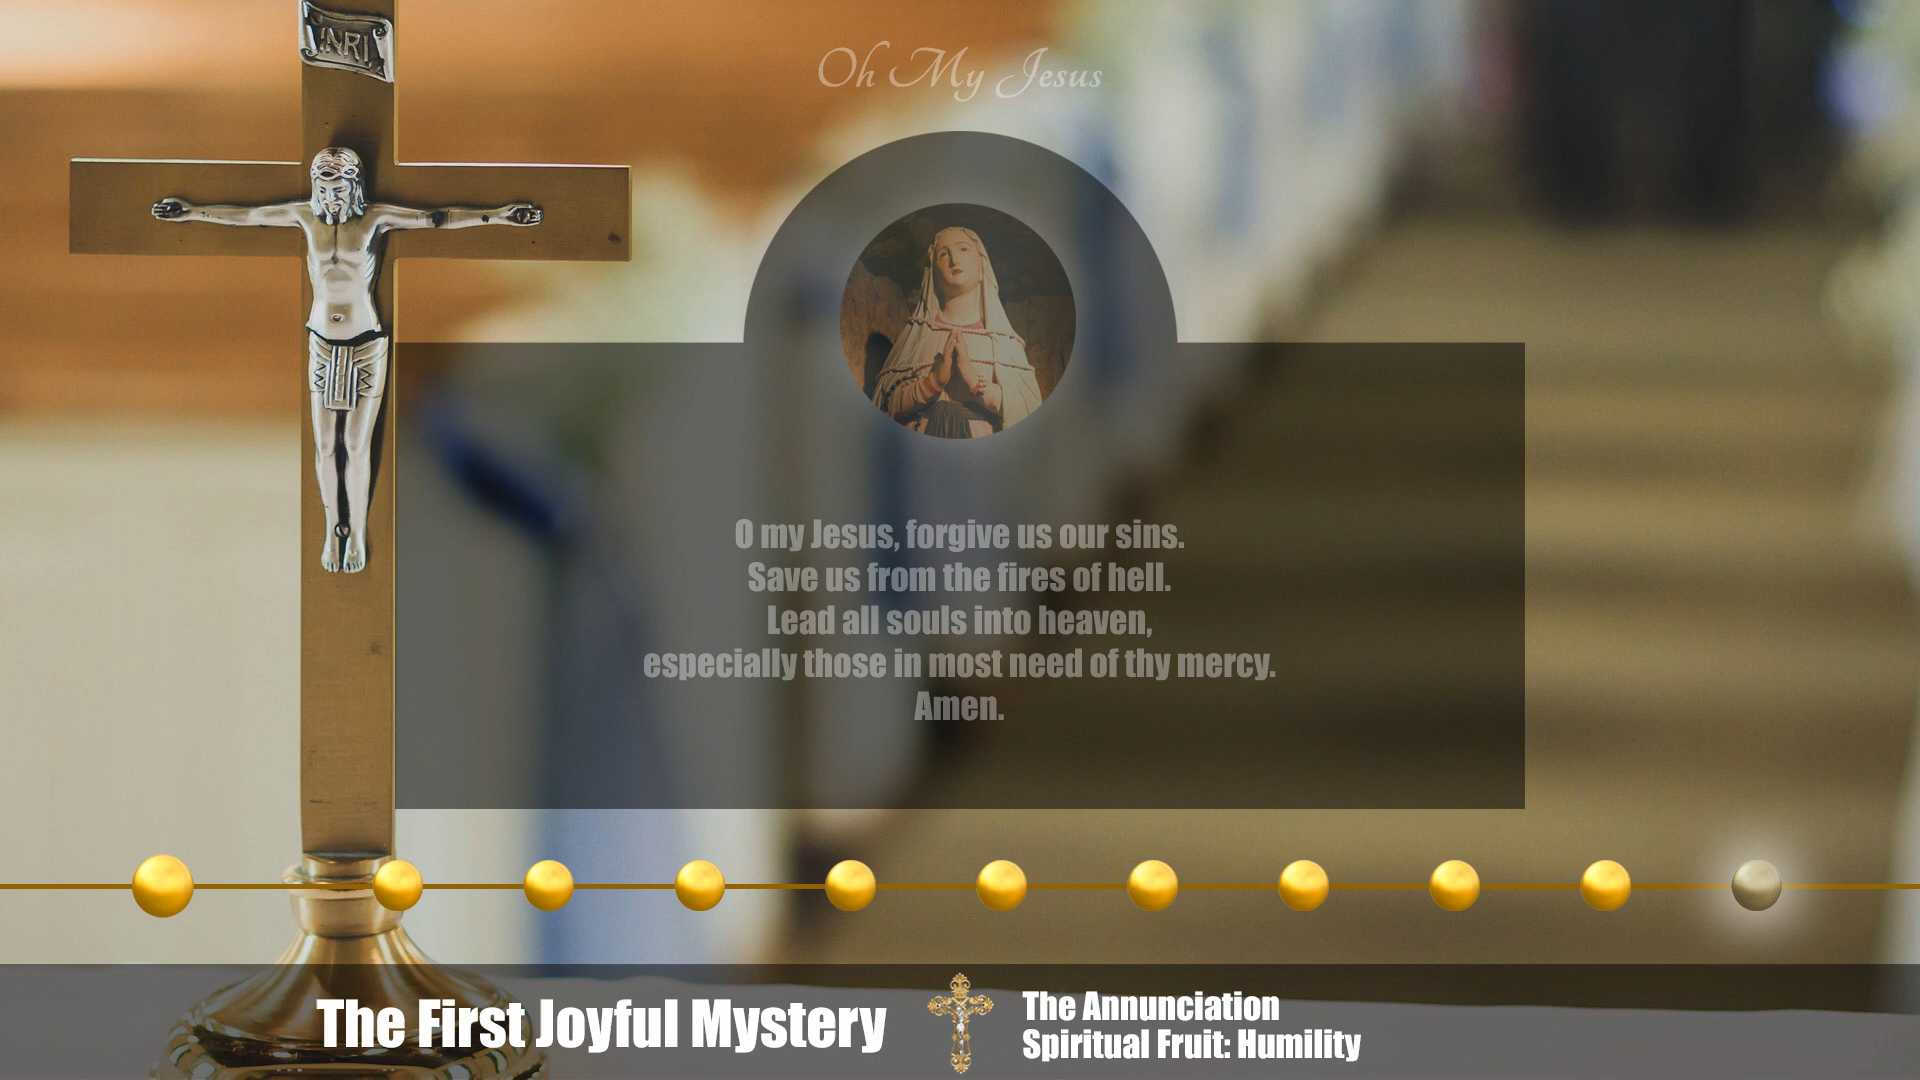 INRI
Oh My Jesus
O my Jesus, forgive us our sins.
Save us from the fires of hell.
Lead all souls into heaven,
especially those in most need of thy mercy.
Amen.
The First Joyful Mystery
The Annunciation
Spiritual Fruit: Humility